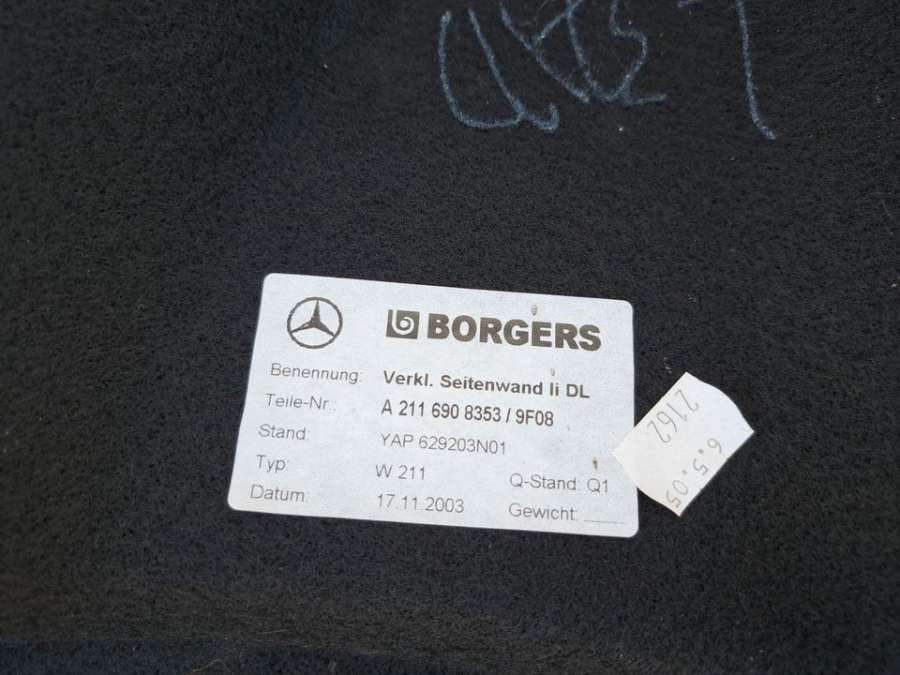 BORGERS
Benennung: Verkl. Seitenwand li DL
Teile-Nr.: A 211 690 8353 / 9F08
Stand: YAP 629203N01
Typ: W 211 Q-Stand: Q1
Datum: 17.11.2003 Gewicht: ____
2162
6.5.05